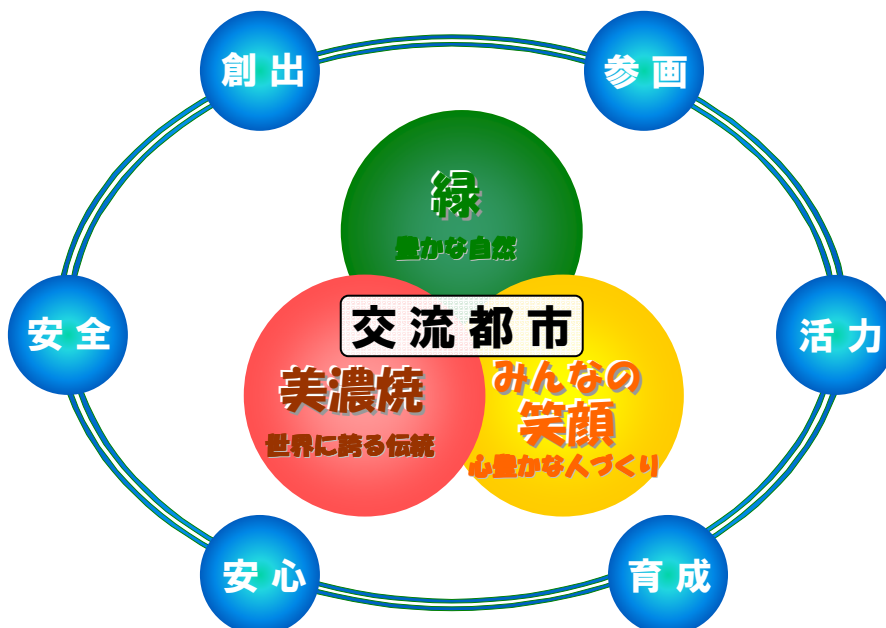 創出
参画
緑
豊かな自然
安全
交流都市
活力
美濃焼
世界に誇る伝統
みんなの
笑顔
心豊かな人づくり
安心
育成